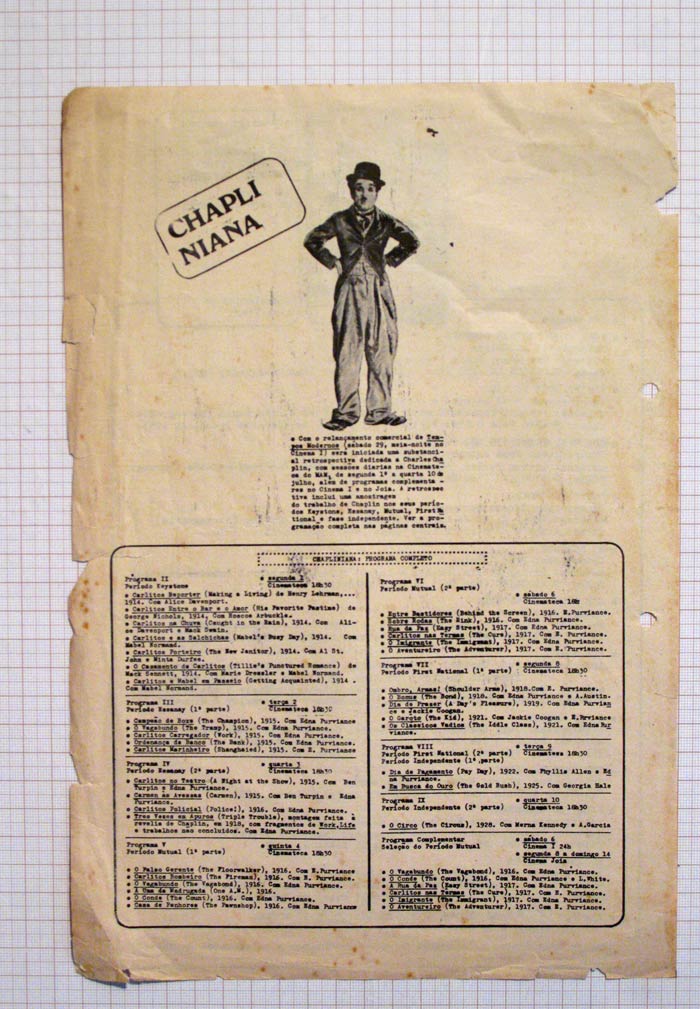 CHAPLI
NIANA
● Com o relançamento comercial de Tem-
pos Modernos (sábado 29, meia-noite no
Cinema I) será iniciada uma substanci-
al retrospectiva dedicada a Charles Cha
plin, com sessões diárias na Cinemate-
ca do MAM, de segunda 1º a quarta 10 de
julho, além de programas complementa -
res no Cinema I e no Joia. A retrospec
tiva inclui uma amostragem
do trabalho de Chaplin nos seus perío-
dos Keystone, Essanay, Mutual, First Na
tional e fase independente. Ver a pro-
gramação completa nas páginas centrais.
CHAPLINIANA: PROGRAMA COMPLETO
Programa II ● segunda
Período Keystone Cinemateca 18h30
● Carlitos Reporter (Making a Living) de Henry Lehrman,...
1914. Com Alice Davenport.
● Carlitos Entre o Bar e o Amor (His Favorite Pastime) de
George Nichols, 1914. Com Roscoe Arbuckle.
● Carlitos na Chuva (Caught in the Rain), 1914. Com Ali-
ce Davenport e Mack Swain.
● Carlitos e as Salchichas (Mabel's Busy Day), 1914. Com
Mabel Normand.
● Carlitos Porteiro (The New Janitor), 1914. Com Al St.
John e Minta Durfee.
● O Casamento de Carlitos (Tillie's Punctured Romance) de
Mack Sennett, 1914. Com Marie Dressler e Mabel Normand.
● Carlitos e Mabel em Passeio (Getting Acquainted), 1914 .
Com Mabel Normand.
Programa III ● terça 2
Período Essanay (1ª parte) Cinemateca 18h30
● Campeão de Boxe (The Champion), 1915. Com Edna Purviance
● O Vagabundo (The Tramp), 1915. Com Edna Purviance.
● Carlitos Carregador (Work), 1915. Com Edna Purviance.
● Ordenança de Banco (The Bank), 1915. Com Edna Purviance.
● Carlitos Marinheiro (Shanghaied), 1915. Com E. Purviance
Programa IV ● quarta 3
Período Essanay (2ª parte) Cinemateca 18h30
● Carlitos no Teatro (A Night at the Show), 1915. Com Ben
Turpin e Edna Purviance.
● Carmen às Avessas (Carmen), 1915. Com Ben Turpin e Edna
Purviance.
● Carlitos Policial (Police!), 1916. Com Edna Purviance.
● Tres Vezes em Apuros (Triple Trouble), montagem feita à
revelia de Chaplin, em 1918, com fragmentos de Work, Life
e trabalhos não concluídos. Com Edna Purviance.
Programa V ● quinta 4
Período Mutual (1ª parte) Cinemateca 18h30
● O Falso Gerente (The Floorwalker), 1916. Com E.Purviance
● Carlitos Bombeiro (The Fireman), 1916. Com E. Purviance.
● O Vagabundo (The Vagabond), 1916. Com Edna Purviance.
● A Uma da Madrugada (One A.M.), 1916.
● O Conde (The Count), 1916. Com Edna Purviance.
● Casa de Penhores (The Pawnshop), 1916. Com Edna Purviance
Programa VI
Período Mutual (2ª parte)
● sábado 6
Cinemateca 18h
● Entre Bastidores (Behind the Screen), 1916. E.Purviance.
● Sobre Rodas (The Rink), 1916. Com Edna Purviance.
● Rua da Paz (Easy Street), 1917. Com Edna Purviance.
● Carlitos nas Termas (The Cure), 1917. Com E. Purviance.
● O Imigrante (The Immigrant), 1917. Com E. Purviance.
● O Aventureiro (The Adventurer), 1917. Com E. Purviance.
Programa VII ● segunda 8
Período First National (1ª parte) Cinemateca 18h30
● Ombro, Armas! (Shoulder Arms), 1918.Com E. Purviance.
● O Bonus (The Bond), 1918. Com Edna Purviance e A.Austin.
● Dia de Prazer (A Day's Pleasure), 1919. Com Edna Purvian
ce e Jackie Coogan.
● O Garoto (The Kid), 1921. Com Jackie Coogan e E.Prviance
● Os Clássicos Vadios (The Iddle Class), 1921. Com Edna Pur
viance.
Programa VIII ● terça 9
Período First National (2ª parte) Cinemateca 18h30
Período Independente (1ª.parte)
● Dia de Pagamento (Pay Day), 1922. Com Phyllis Allen e Ed
na Purviance.
● Em Busca do Ouro (The Gold Rush), 1925. Com Georgia Hale
Programa IX ● quarta 10
Período Independente (2ª parte) Cinemateca 18h30
● O Circo (The Circus), 1928. Com Merna Kennedy e A.Garcia
Programa Complementar ● sábado 6
Seleção do Período Mutual Cinema I 24h
● segunda 8 a domingo 14
Cinema Joia
● O Vagabundo (The Vagabond), 1916. Com Edna Purviance.
● O Conde (The Count), 1916. Com Edna Purviance e L.White.
● A Rua da Paz (Easy Street), 1917. Com Edna Purviance.
● Carlitos nas Termas (The Cure), 1917. Com E. Purviance.
● O Imigrante (The Immigrant), 1917. Com Edna Purviance.
● O Aventureiro (The Adventurer), 1917. Com E. Purviance.